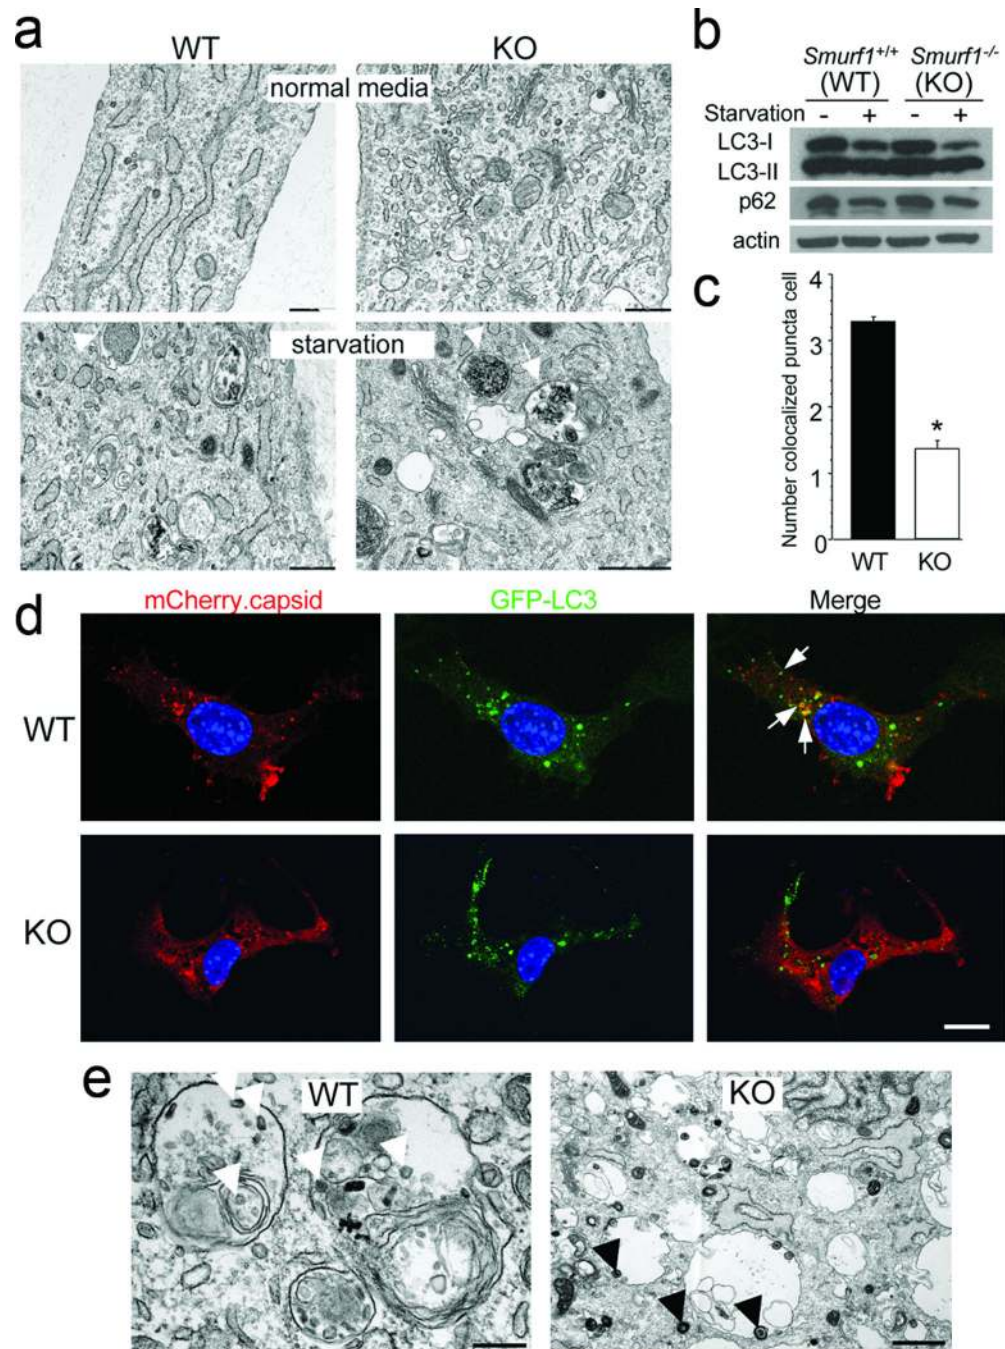 a
WT
KO
normal media
starvation
b
Smurf1+/+
Smurf1-/-
(WT)
(KO)
Starvation - + - +
LC3-I
LC3-II
p62
actin
c
Number colocalized puncta cell
4
3
2
1
0
*
WT
KO
d
mCherry.capsid
GFP-LC3
Merge
WT
KO
e
WT
KO